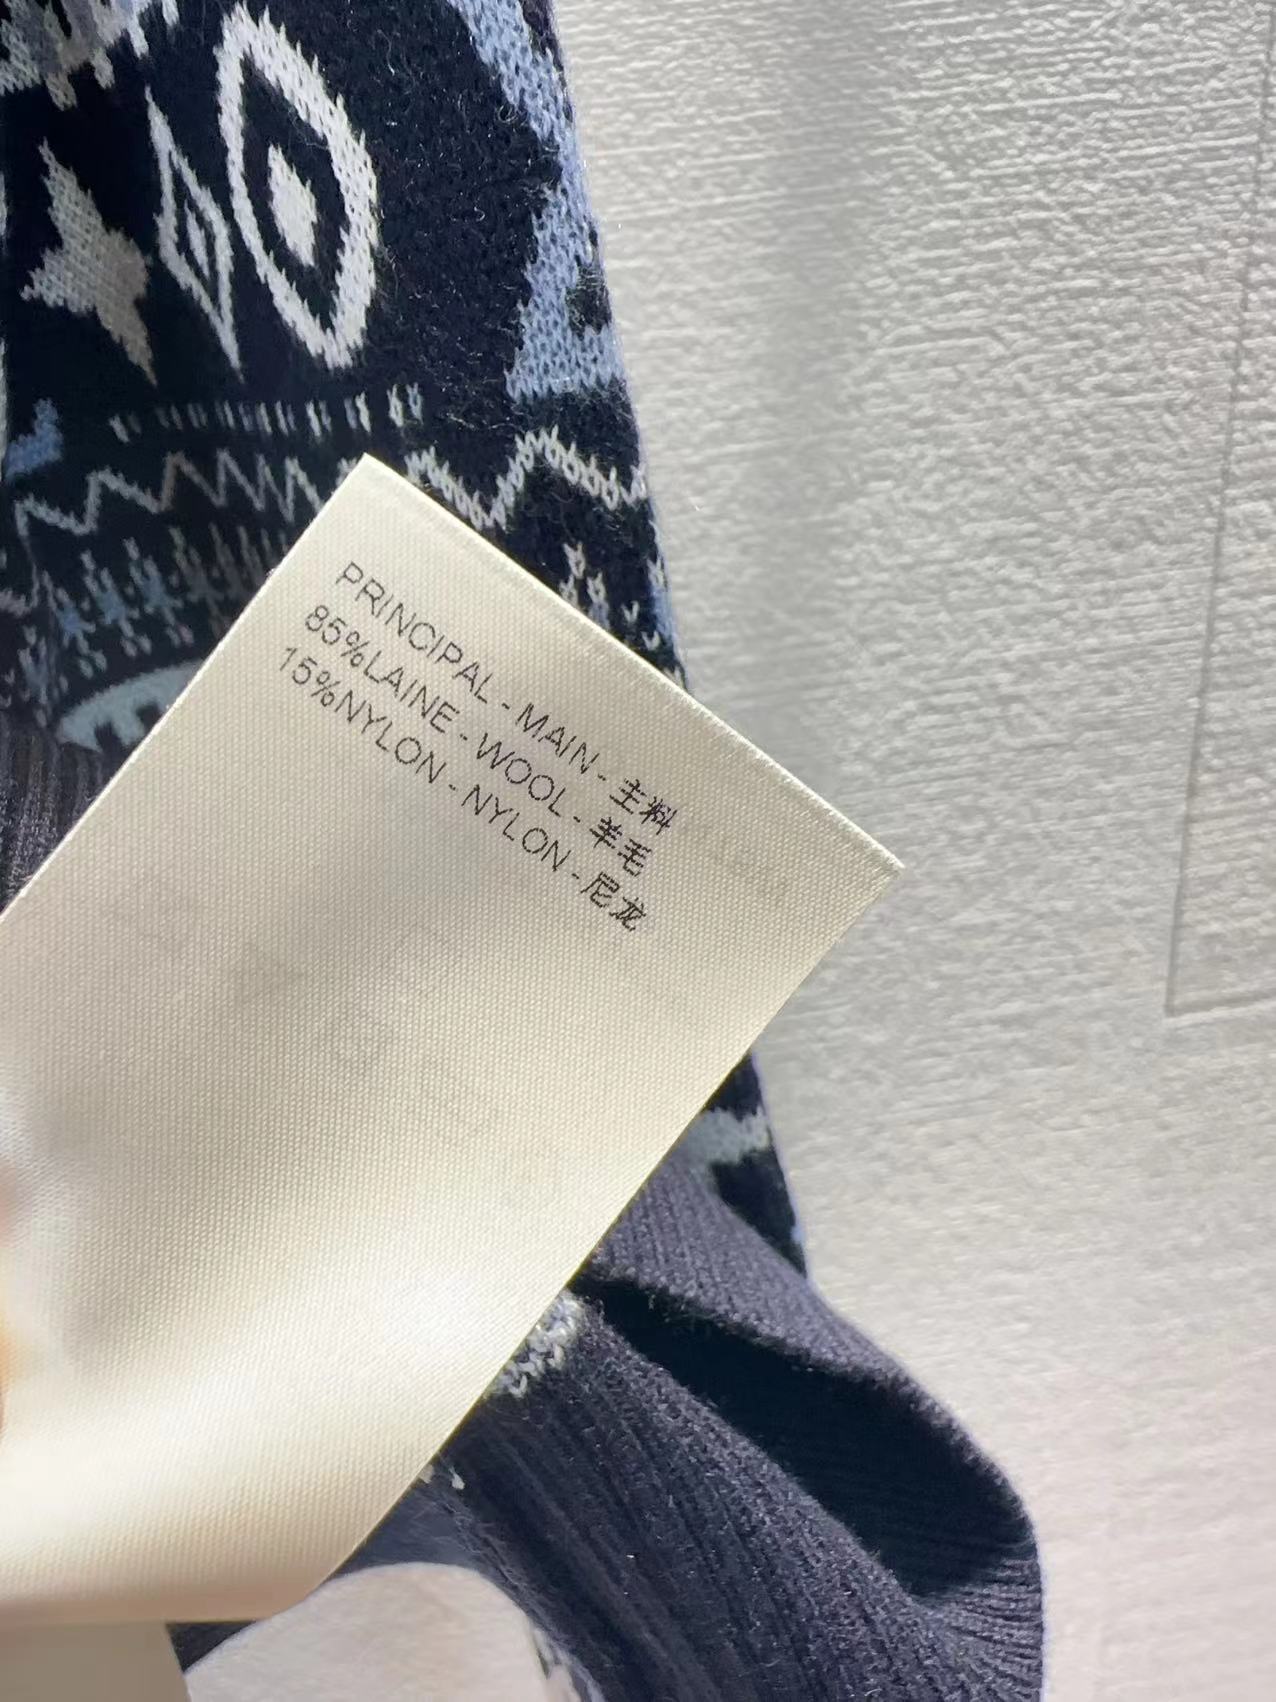 PRINCIPAL - MAIN - 主料
85%LAINE - WOOL - 羊毛
15%NYLON - NYLON - 尼龙